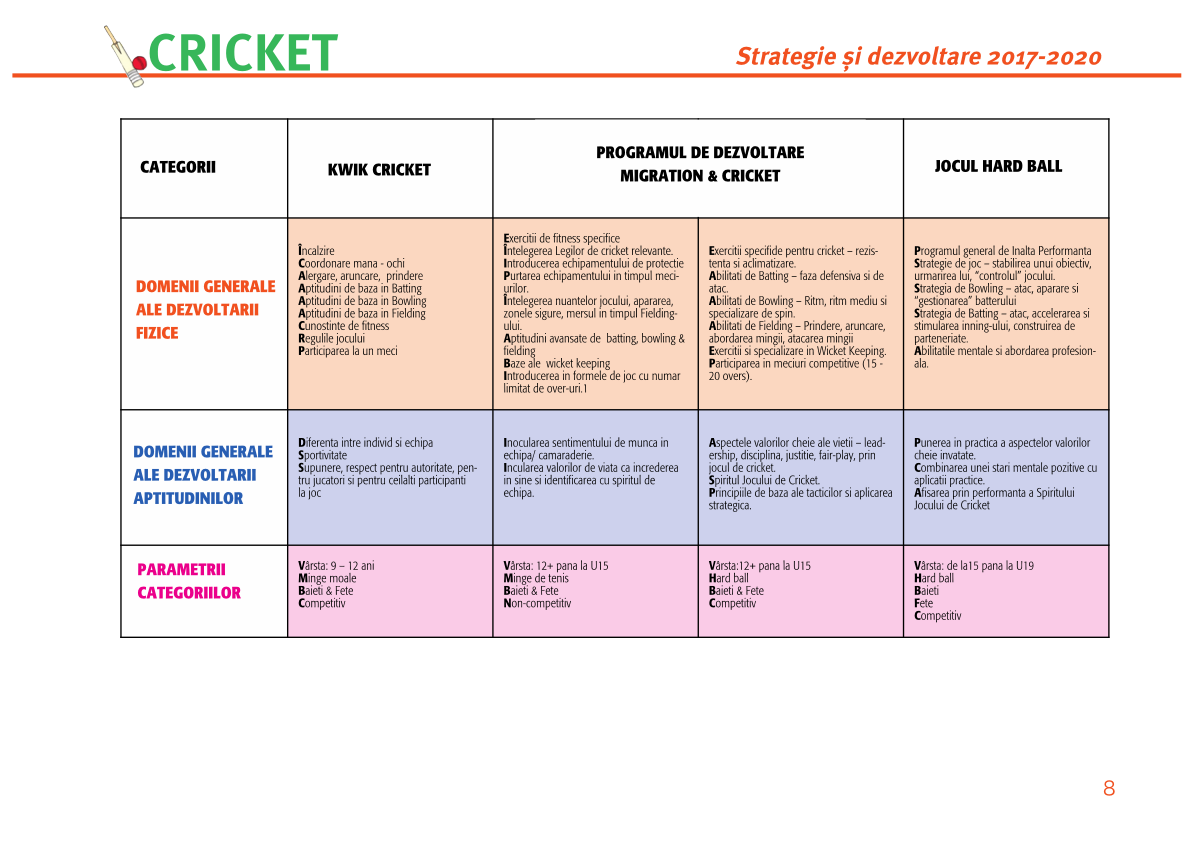 CRICKET
Strategie și dezvoltare 2017-2020
CATEGORII
KWIK CRICKET
PROGRAMUL DE DEZVOLTARE
MIGRATION & CRICKET
JOCUL HARD BALL
DOMENII GENERALE
ALE DEZVOLTARII
FIZICE
Încalzire
Coordonare mana - ochi
Alergare, aruncare,  prindere
Aptitudini de baza in Batting
Aptitudini de baza in Bowling
Aptitudini de baza in Fielding
Cunostinte de fitness
Regulile jocului
Participarea la un meci
Exercitii de fitness specifice
Întelegerea Legilor de cricket relevante.
Introducerea echipamentului de protectie
Purtarea echipamentului in timpul meci-
urilor.
Întelegerea nuantelor jocului, apararea,
zonele sigure, mersul in timpul Fielding-
ului.
Aptitudini avansate de  batting, bowling &
fielding
Baze ale  wicket keeping
Introducerea in formele de joc cu numar
limitat de over-uri.1
Exercitii specifide pentru cricket – rezis-
tenta si aclimatizare.
Abilitati de Batting – faza defensiva si de
atac.
Abilitati de Bowling – Ritm, ritm mediu si
specializare de spin.
Abilitati de Fielding – Prindere, aruncare,
abordarea mingii, atacarea mingii
Exercitii si specializare in Wicket Keeping.
Participarea in meciuri competitive (15 -
20 overs).
Programul general de Inalta Performanta
Strategie de joc – stabilirea unui obiectiv,
urmarirea lui, “controlul” jocului.
Strategia de Bowling – atac, aparare si
“gestionarea” batterului
Strategia de Batting – atac, accelerarea si
stimularea inning-ului, construirea de
parteneriate.
Abilitatile mentale si abordarea profesion-
ala.
DOMENII GENERALE
ALE DEZVOLTARII
APTITUDINILOR
Diferenta intre individ si echipa
Sportivitate
Supunere, respect pentru autoritate, pen-
tru jucatori si pentru ceilalti participanti
la joc
Inocularea sentimentului de munca in
echipa/ camaraderie.
Incularea valorilor de viata ca increderea
in sine si identificarea cu spiritul de
echipa.
Aspectele valorilor cheie ale vietii – lead-
ership, disciplina, justitie, fair-play, prin
jocul de cricket.
Spiritul Jocului de Cricket.
Principiile de baza ale tacticilor si aplicarea
strategica.
Punerea in practica a aspectelor valorilor
cheie invatate.
Combinarea unei stari mentale pozitive cu
aplicatii practice.
Afisarea prin performanta a Spiritului
Jocului de Cricket
PARAMETRII
CATEGORIILOR
Vârsta: 9 – 12 ani
Minge moale
Baieti & Fete
Competitiv
Vârsta: 12+ pana la U15
Minge de tenis
Baieti & Fete
Non-competitiv
Vârsta:12+ pana la U15
Hard ball
Baieti & Fete
Competitiv
Vârsta: de la15 pana la U19
Hard ball
Baieti
Fete
Competitiv
8